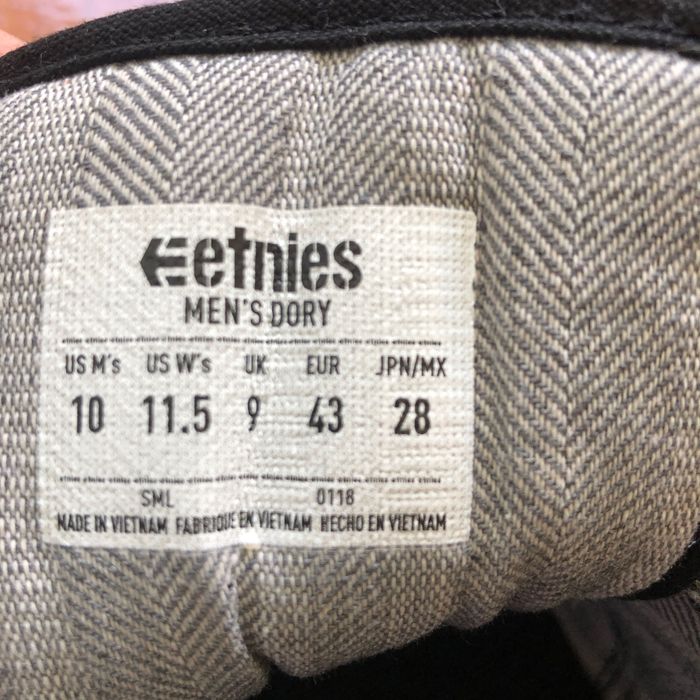 etnies
MEN'S DORY
US M's US W's UK EUR JPN/MX
10 11.5 9 43 28
SML 0118
MADE IN VIETNAM FABRIQUE EN VIETNAM HECHO EN VIETNAM